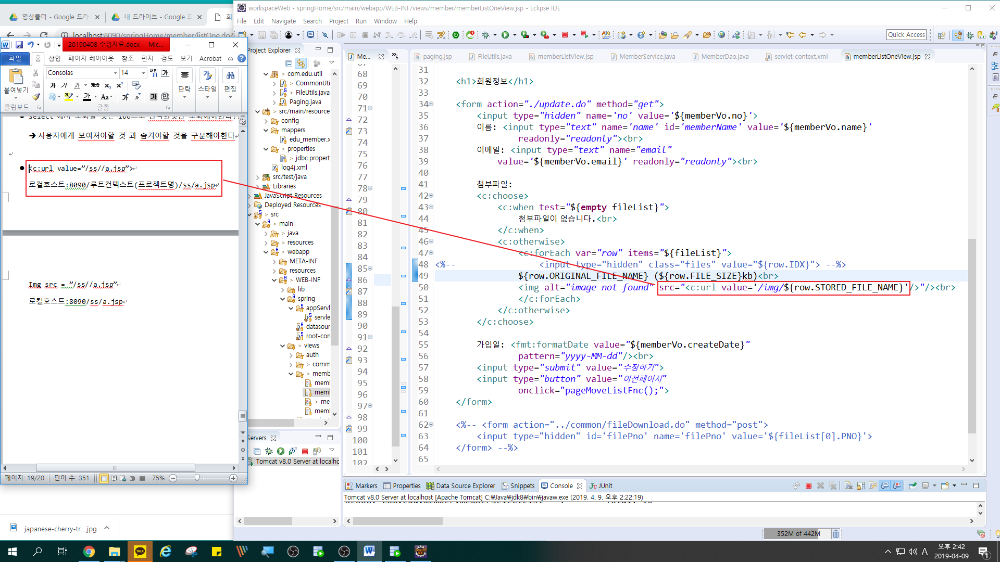 영상폴더 - Google 드라
내 드라이브 - Google 드
회
localhost:8090/springHome/member/listOne.do?
workspaceWeb - springHome/src/main/webapp/WEB-INF/views/member/memberListOneView.jsp - Eclipse IDE
File Edit Navigate Search Project Run Window Help
Quick Access
20190408 수업자료.docx - Mic...
파일 홈 삽입 페이지 레이아웃 참조 편지 검토 보기 Acrobat
Consolas 14
붙여넣기
클립보드
글꼴
단락
스타일
편집
➔ 사용자에게 보여져야할 것 과 숨겨야할 것을 구분해야한다
● <c:url value="/ss//a.jsp">
로컬호스트:8090/루트컨텍스트(프로젝트명)/ss/a.jsp
Img src = "/ss//a.jsp"
로컬호스트:8090/ss/a.jsp
페이지: 19/20 단어 수: 351 75%
japanese-cherry-tr....jpg
Project Explorer
com.edu.util
CommonUti
FileUtils.java
Paging.java
src/main/resource
config
mappers
edu_member.x
properties
jdbc.propert
log4j.xml
src/test/java
Libraries
JavaScript Resources
Deployed Resources
src
main
java
resources
webapp
META-INF
resources
WEB-INF
lib
spring
appServl
servle
datasour
root-con
views
auth
comm
memb
memb
memb
me
memb
Servers
Tomcat v8.0 Server at localho
Me...
5
paging.jsp FileUtils.java memberListView.jsp MemberService.java MemberDao.java servlet-context.xml memberListOneView.jsp
68
69
70
71
72
73
74
75
76
77
78
79
80
81
82
83
84
85
86
87
88
89
90
91
92
93
94
95
96
97
98
99
100
101
102
31
32 <h1>회원정보</h1>
33
34 <form action="./update.do" method="get">
35 <input type="hidden" name='no' value='${memberVo.no}'>
36 이름: <input type="text" name='name' id='memberName' value='${memberVo.name}'
37 readonly="readonly"><br>
38 이메일: <input type="text" name="email"
39 value='${memberVo.email}' readonly="readonly"><br>
40
41 첨부파일:
42 <c:choose>
43 <c:when test="${empty fileList}">
44 첨부파일이 없습니다.<br>
45 </c:when>
46 <c:otherwise>
47 <c:forEach var="row" items="${fileList}">
48 <%-- <input type="hidden" class="files" value="${row.IDX}"> --%>
49 ${row.ORIGINAL_FILE_NAME} (${row.FILE_SIZE}kb)<br>
50 <img alt="image not found" src="<c:url value='/img/${row.STORED_FILE_NAME}'/>"/><br>
51 </c:forEach>
52 </c:otherwise>
53 </c:choose>
54
55 가입일: <fmt:formatDate value="${memberVo.createDate}"
56 pattern="yyyy-MM-dd"/><br>
57 <input type="submit" value="수정하기">
58 <input type="button" value="이전페이지"
59 onclick="pageMoveListFnc();">
60 </form>
61
62 <%-- <form action="../common/fileDownload.do" method="post">
63 <input type="hidden" id='filePno' name='filePno' value='${fileList[0].PNO}'>
64 </form> --%>
65
Markers Properties Data Source Explorer Snippets Console JUnit
Tomcat v8.0 Server at localhost [Apache Tomcat] C:₩Java₩jdk8₩bin₩javaw.exe (2019. 4. 9. 오후 2:22:19)
352M of 442M
TALK
A
오후 2:42
2019-04-09
1